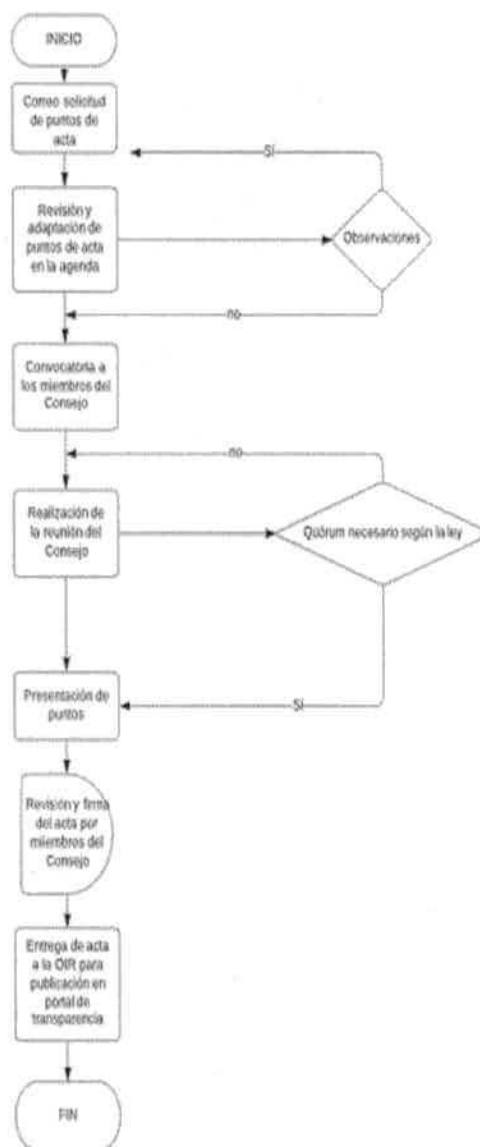 INICIO
Correo solicitud
de puntos de
acta
Sí
Revisión y
adaptación de
puntos de acta
en la agenda
Observaciones
no
Convocatoria a
los miembros del
Consejo
no
Realización de
la reunión del
Consejo
Quórum necesario según la ley
Presentación de
puntos
Sí
Revisión y firma
del acta por
miembros del
Consejo
Entrega de acta
a la OIR para
publicación en
portal de
transparencia
FIN